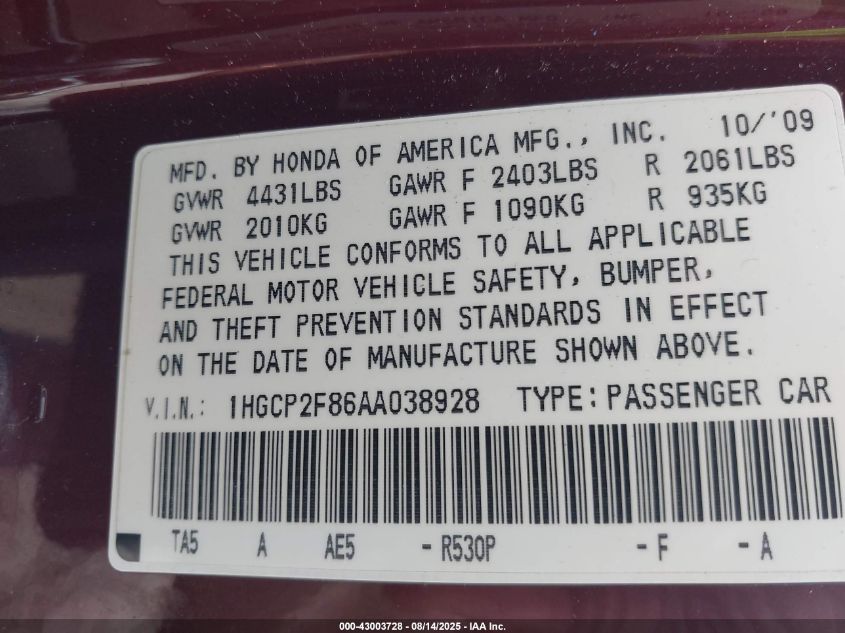 MFD. BY HONDA OF AMERICA MFG., INC. 10/'09
GVWR 4431LBS GAWR F 2403LBS R 2061LBS
GVWR 2010KG GAWR F 1090KG R 935KG
THIS VEHICLE CONFORMS TO ALL APPLICABLE
FEDERAL MOTOR VEHICLE SAFETY, BUMPER,
AND THEFT PREVENTION STANDARDS IN EFFECT
ON THE DATE OF MANUFACTURE SHOWN ABOVE.
V.I.N.: 1HGCP2F86AA038928 TYPE: PASSENGER CAR
TA5 A AE5 - R530P - F - A
000-43003728 - 08/14/2025 - IAA Inc.